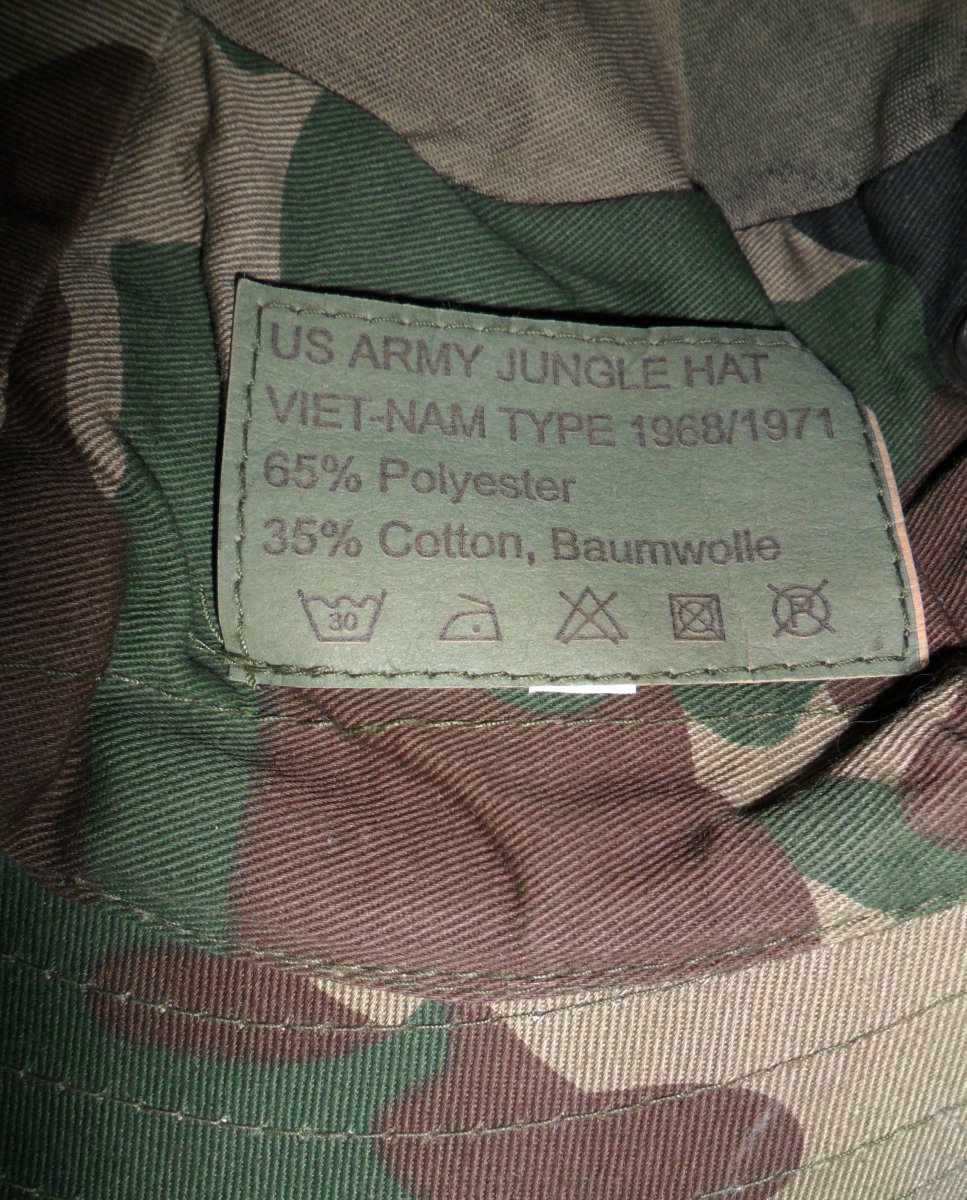 US ARMY JUNGLE HAT
VIET-NAM TYPE 1968/1971
65% Polyester
35% Cotton, Baumwolle
30 P